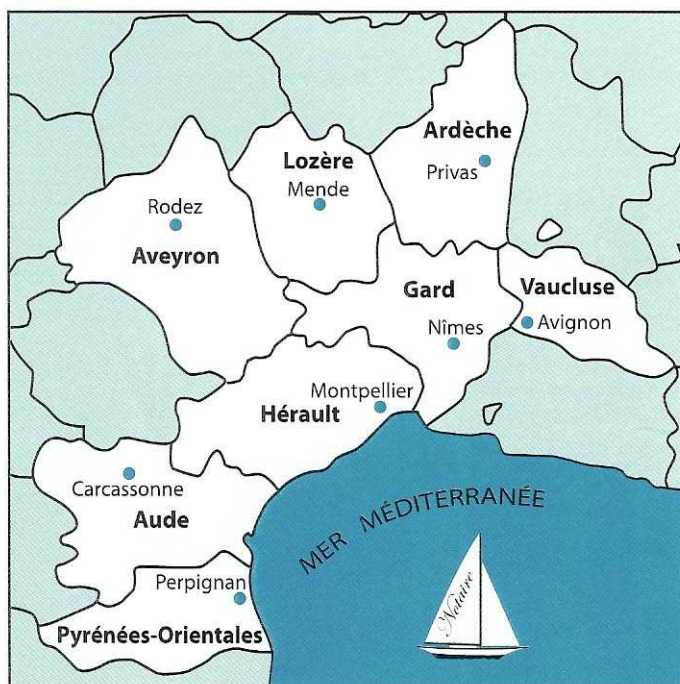 Ardèche
Privas
Lozère
Mende
Rodez
Aveyron
Gard
Nîmes
Vaucluse
Avignon
Montpellier
Hérault
Carcassonne
Aude
MER MÉDITERRANÉE
Notaire
Perpignan
Pyrénées-Orientales